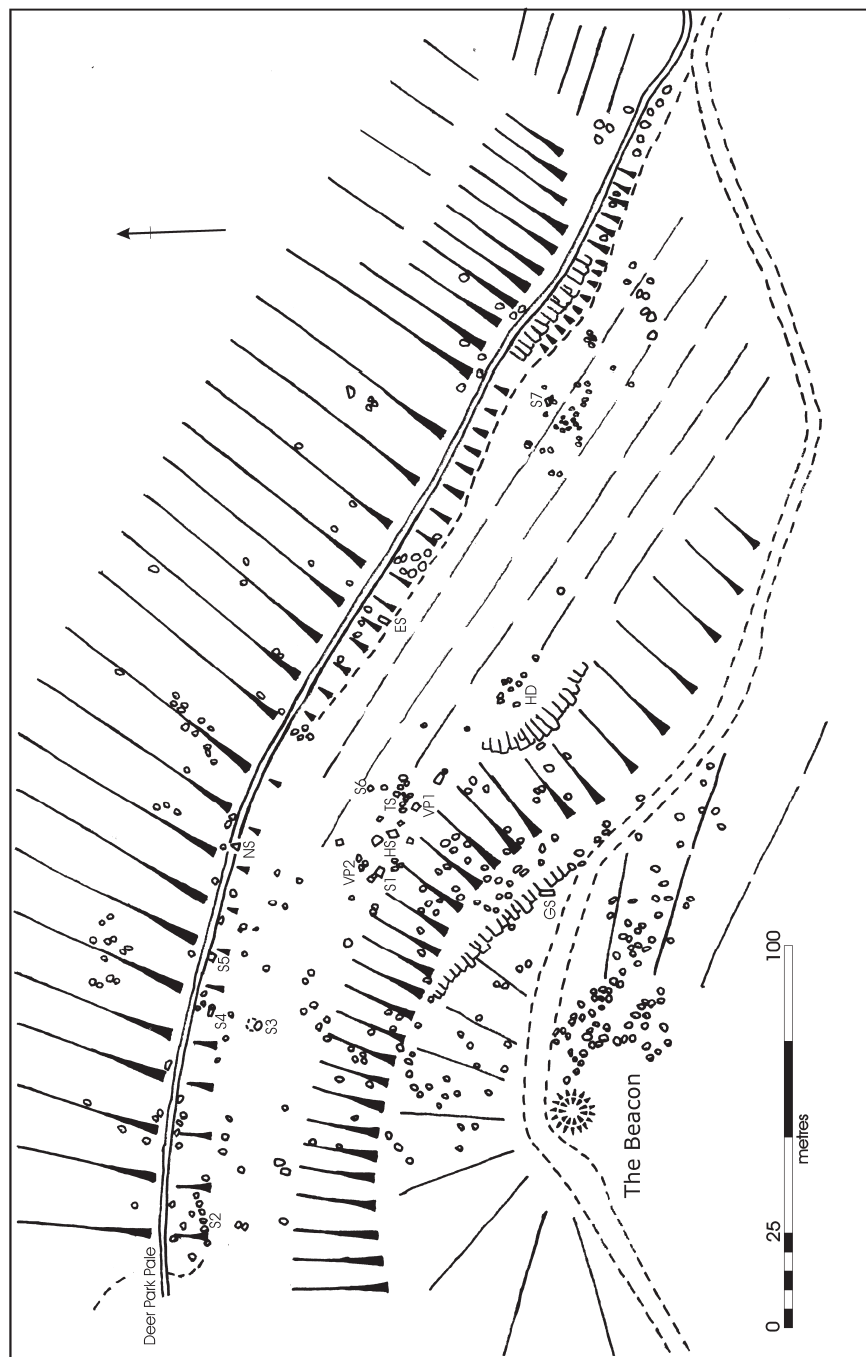 Deer Park Pale
S2
S4
S5
S3
NS
VP2
S1
HS
S6
TS
VP1
ES
S7
HD
GS
The Beacon
0
25
100
metres